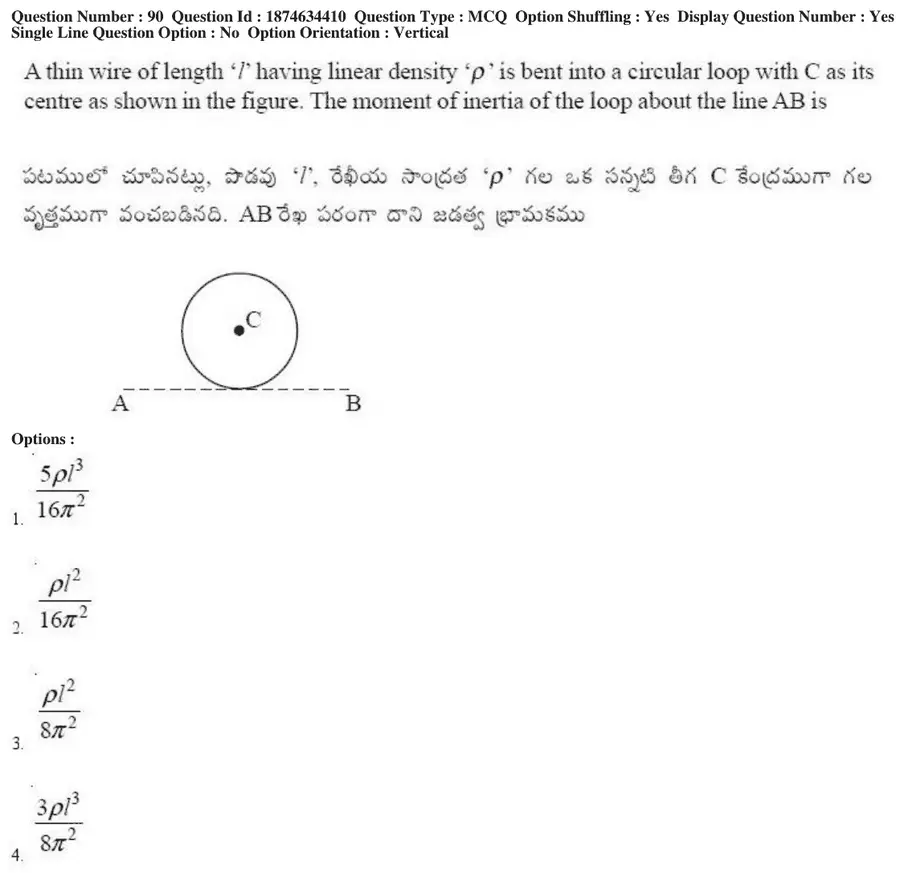 Question Number : 90 Question Id : 1874634410 Question Type : MCQ Option Shuffling : Yes Display Question Number : Yes
Single Line Question Option : No Option Orientation : Vertical
A thin wire of length ‘l’ having linear density ‘ρ’ is bent into a circular loop with C as its
centre as shown in the figure. The moment of inertia of the loop about the line AB is
పటములో చూపినట్లు, పొడవు ‘l’, రేఖీయ సాంద్రత ‘ρ’ గల ఒక సన్నటి తీగ C కేంద్రముగా గల
వృత్తముగా వంచబడినది. AB రేఖ పరంగా దాని జడత్వ భ్రామకము
C
A B
Options :
1. 5ρl³/16π²
2. ρl²/16π²
3. ρl²/8π²
4. 3ρl³/8π²